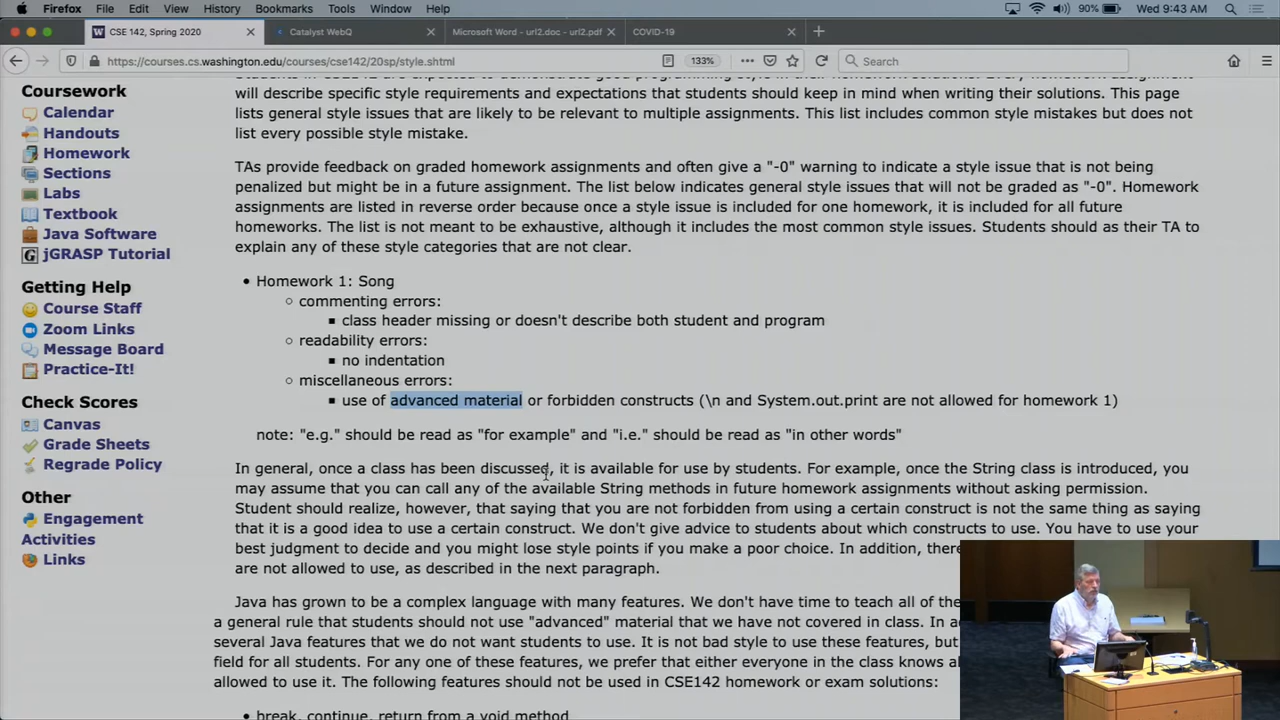 Firefox File Edit View History Bookmarks Tools Window Help 90% Wed 9:43 AM
CSE 142, Spring 2020 Catalyst WebQ Microsoft Word - url2.doc - url2.pdf COVID-19
https://courses.cs.washington.edu/courses/cse142/20sp/style.shtml 133% Search
Coursework
Calendar
Handouts
Homework
Sections
Labs
Textbook
Java Software
jGRASP Tutorial
Getting Help
Course Staff
Zoom Links
Message Board
Practice-It!
Check Scores
Canvas
Grade Sheets
Regrade Policy
Other
Engagement
Activities
Links
Students in CSE142 are expected to demonstrate good programming style in their homework solutions. Every homework assignment
will describe specific style requirements and expectations that students should keep in mind when writing their solutions. This page
lists general style issues that are likely to be relevant to multiple assignments. This list includes common style mistakes but does not
list every possible style mistake.
TAs provide feedback on graded homework assignments and often give a "-0" warning to indicate a style issue that is not being
penalized but might be in a future assignment. The list below indicates general style issues that will not be graded as "-0". Homework
assignments are listed in reverse order because once a style issue is included for one homework, it is included for all future
homeworks. The list is not meant to be exhaustive, although it includes the most common style issues. Students should as their TA to
explain any of these style categories that are not clear.
Homework 1: Song
commenting errors:
class header missing or doesn't describe both student and program
readability errors:
no indentation
miscellaneous errors:
use of advanced material or forbidden constructs (\n and System.out.print are not allowed for homework 1)
note: "e.g." should be read as "for example" and "i.e." should be read as "in other words"
In general, once a class has been discussed, it is available for use by students. For example, once the String class is introduced, you
may assume that you can call any of the available String methods in future homework assignments without asking permission.
Student should realize, however, that saying that you are not forbidden from using a certain construct is not the same thing as saying
that it is a good idea to use a certain construct. We don't give advice to students about which constructs to use. You have to use your
best judgment to decide and you might lose style points if you make a poor choice. In addition,
are not allowed to use, as described in the next paragraph.
Java has grown to be a complex language with many features. We don't have time to teach all of
a general rule that students should not use "advanced" material that we have not covered in class. In
several Java features that we do not want students to use. It is not bad style to use these features, but
field for all students. For any one of these features, we prefer that either everyone in the class knows
allowed to use it. The following features should not be used in CSE142 homework or exam solutions:
break, continue, return from a void method